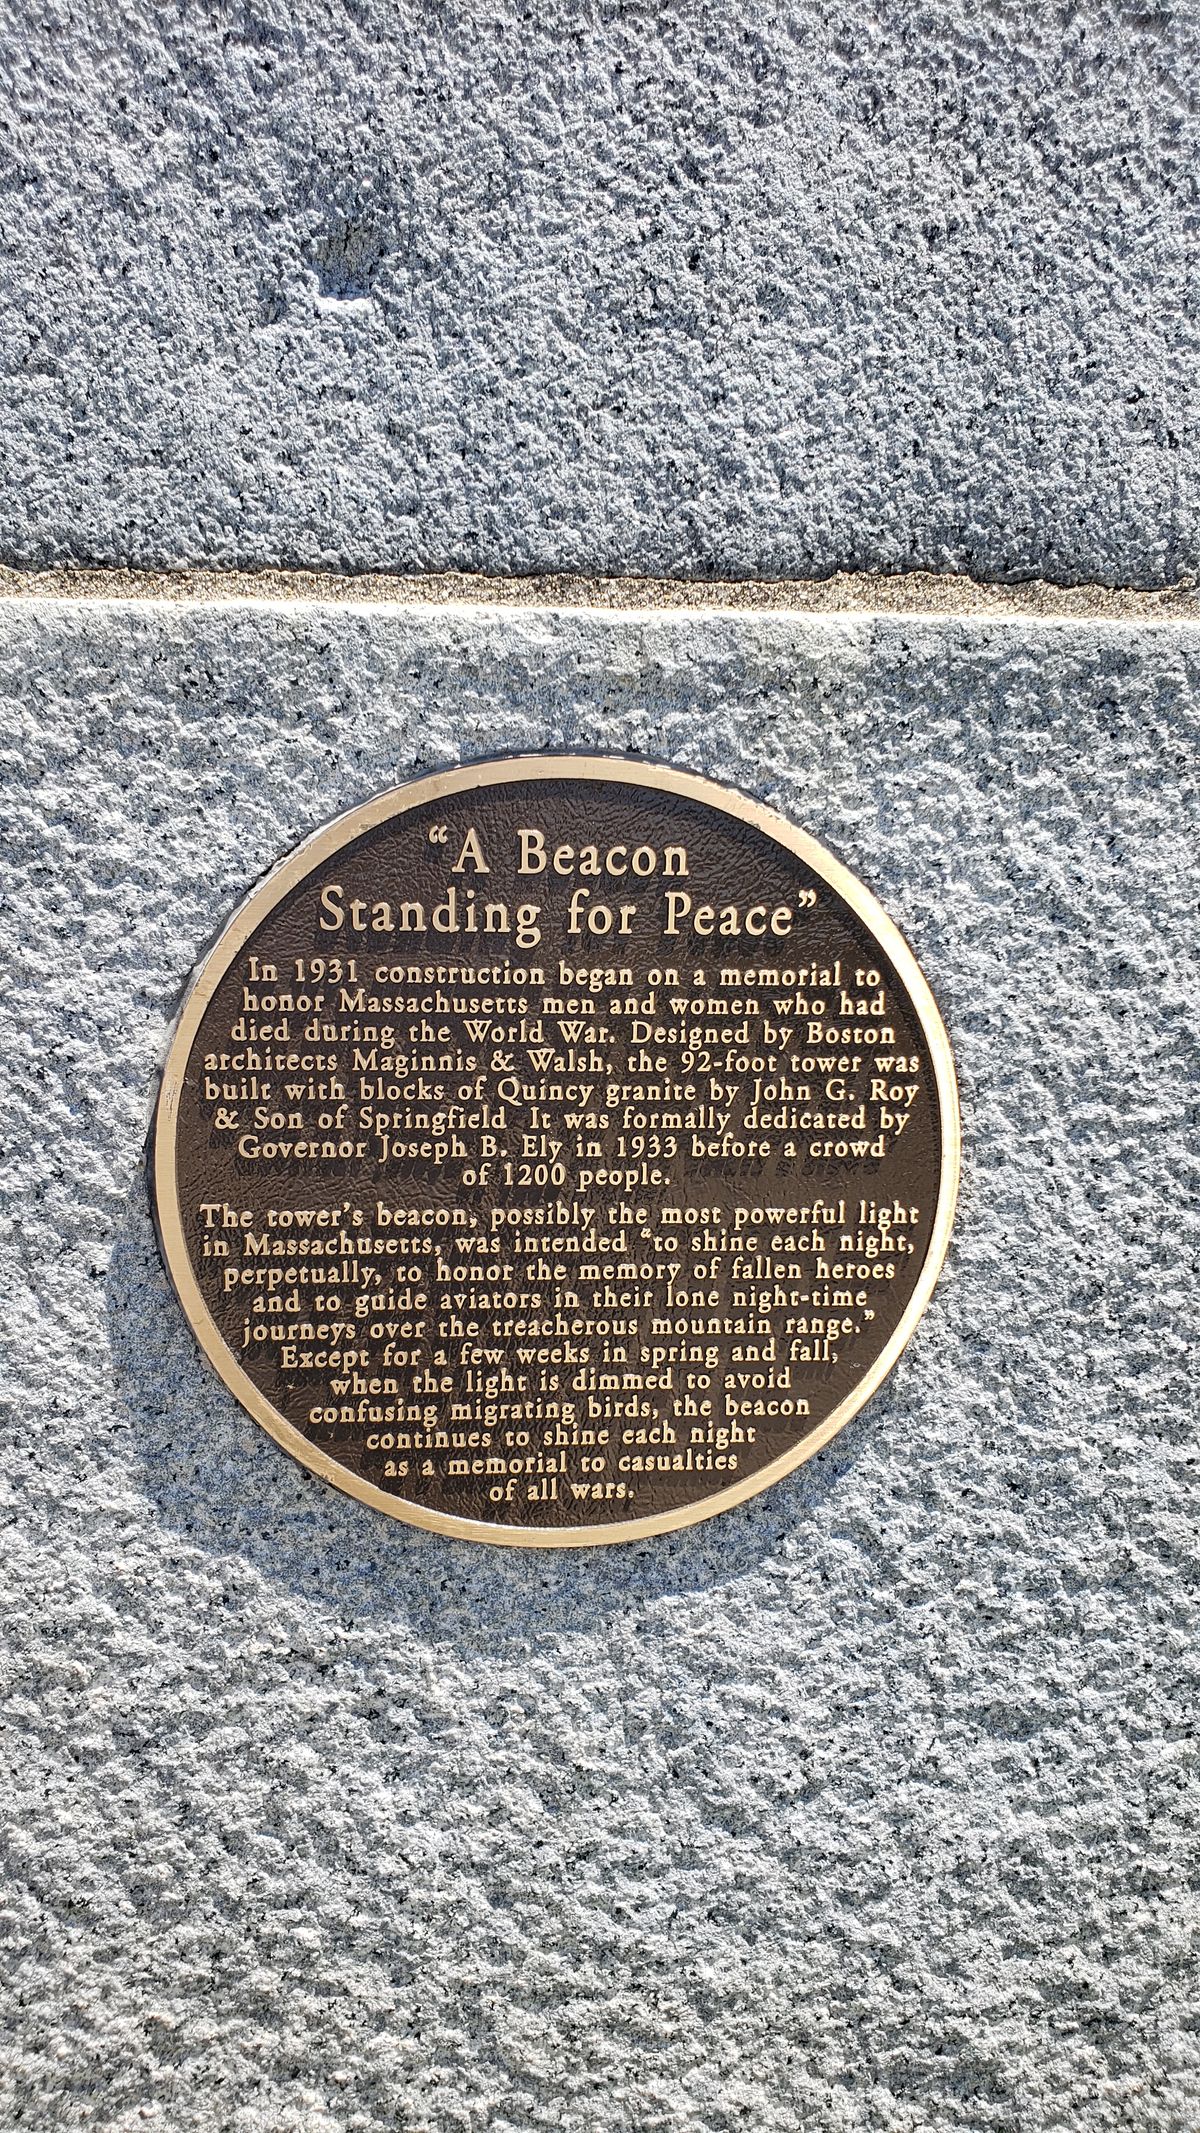 “A Beacon
Standing for Peace”
In 1931 construction began on a memorial to
honor Massachusetts men and women who had
died during the World War. Designed by Boston
architects Maginnis & Walsh, the 92-foot tower was
built with blocks of Quincy granite by John G. Roy
& Son of Springfield It was formally dedicated by
Governor Joseph B. Ely in 1933 before a crowd
of 1200 people.
The tower’s beacon, possibly the most powerful light
in Massachusetts, was intended “to shine each night,
perpetually, to honor the memory of fallen heroes
and to guide aviators in their lone night-time
journeys over the treacherous mountain range.”
Except for a few weeks in spring and fall,
when the light is dimmed to avoid
confusing migrating birds, the beacon
continues to shine each night
as a memorial to casualties
of all wars.